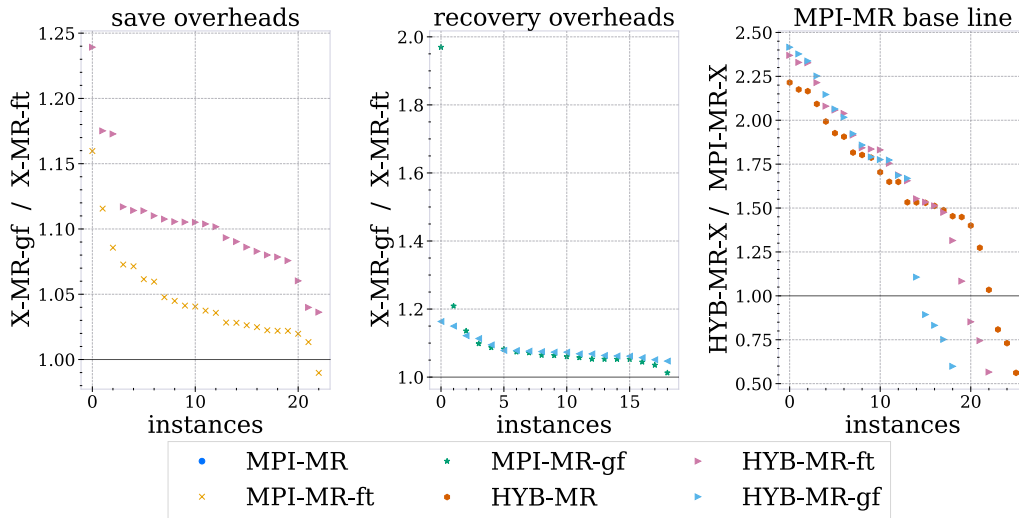 save overheads
X-MR-gf / X-MR-ft
1.25
1.20
1.15
1.10
1.05
1.00
0
10
20
instances
recovery overheads
X-MR-gf / X-MR-ft
2.0
1.8
1.6
1.4
1.2
1.0
0
5
10
15
instances
MPI-MR base line
HYB-MR-X / MPI-MR-X
2.50
2.25
2.00
1.75
1.50
1.25
1.00
0.75
0.50
0
10
20
instances
MPI-MR
MPI-MR-ft
MPI-MR-gf
HYB-MR
HYB-MR-ft
HYB-MR-gf